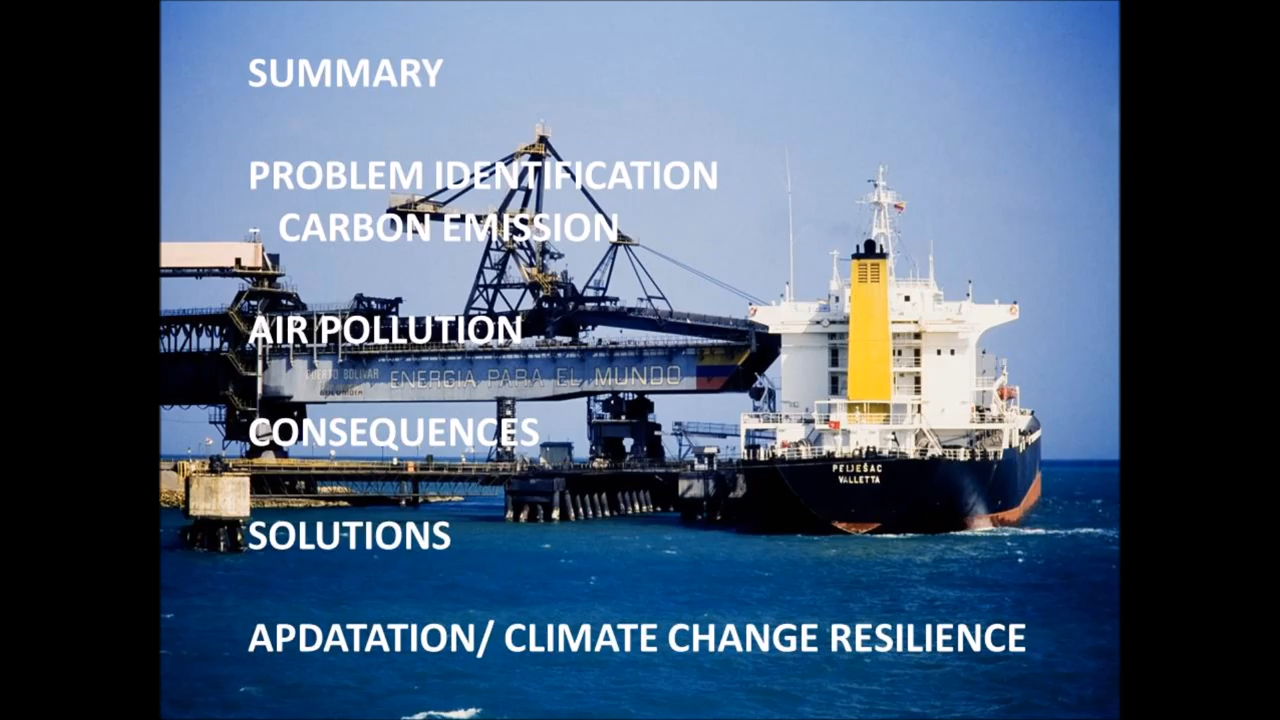 SUMMARY
PROBLEM IDENTIFICATION
CARBON EMISSION
AIR POLLUTION
PUERTO BOLIVAR
ENERGIA PARA EL MUNDO
COLOMBIA
CONSEQUENCES
PELJEŠAC
VALLETTA
SOLUTIONS
APDATATION/ CLIMATE CHANGE RESILIENCE